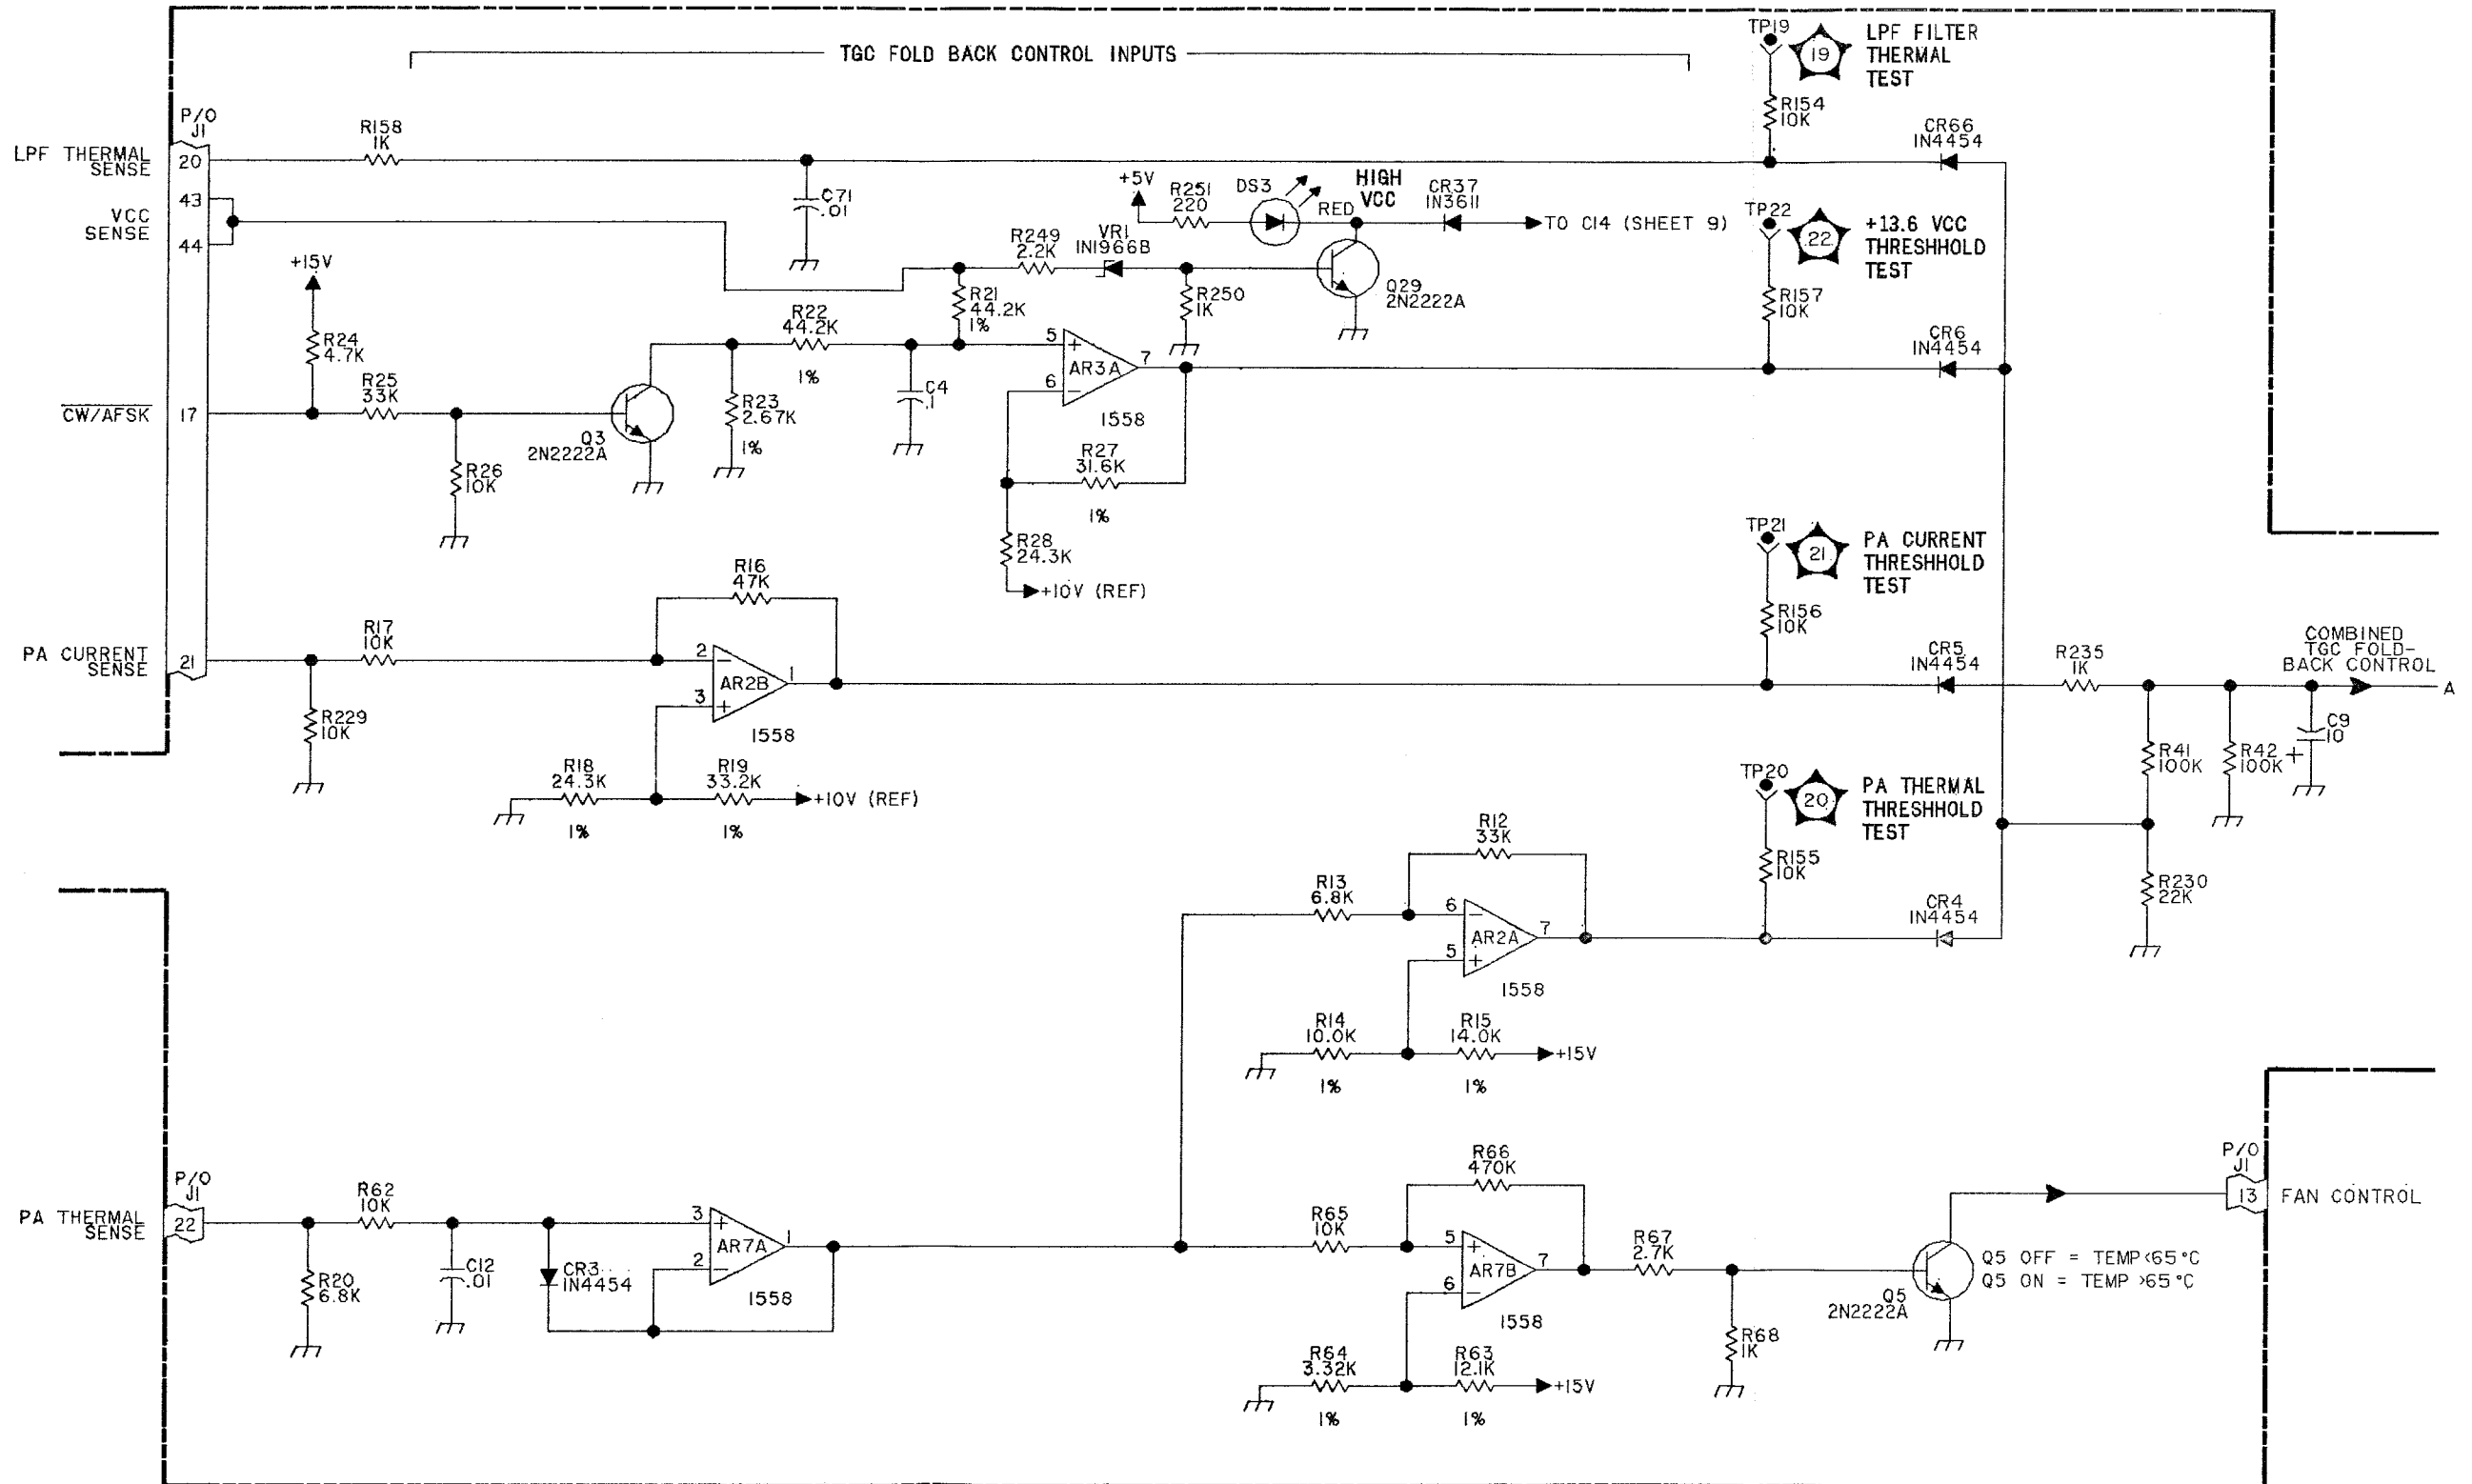 TGC FOLD BACK CONTROL INPUTS
TP19
19
LPF FILTER
THERMAL
TEST
R154
10K
P/O
J1
R158
1K
CR66
IN4454
LPF THERMAL
SENSE
20
43
VCC
SENSE
44
C71
.01
+5V
R251
220
DS3
RED
HIGH
VCC
CR37
IN3611
TO C14 (SHEET 9)
TP22
22
+13.6 VCC
THRESHHOLD
TEST
R249
2.2K
VR1
IN1966B
+15V
R21
44.2K
1%
R250
1K
Q29
2N2222A
R157
10K
R24
4.7K
R22
44.2K
1%
5
+
AR3A
7
6
-
1558
CR6
IN4454
R25
33K
C4
.1
CW/AFSK
17
R23
2.67K
1%
Q3
2N2222A
R26
10K
R27
31.6K
1%
R28
24.3K
+10V (REF)
TP21
21
PA CURRENT
THRESHHOLD
TEST
R16
47K
R156
10K
R17
10K
PA CURRENT
SENSE
21
2
-
AR2B
1
3
+
1558
CR5
IN4454
R235
1K
COMBINED
TGC FOLD-
BACK CONTROL
A
R229
10K
C9
10
+
R41
100K
R42
100K
R18
24.3K
1%
R19
33.2K
1%
+10V (REF)
TP20
20
PA THERMAL
THRESHHOLD
TEST
R12
33K
R155
10K
R13
6.8K
6
-
AR2A
7
5
+
1558
CR4
IN4454
R230
22K
R14
10.0K
1%
R15
14.0K
1%
+15V
P/O
J1
R62
10K
PA THERMAL
SENSE
22
3
+
AR7A
1
2
-
1558
R20
6.8K
C12
.01
CR3
IN4454
R66
470K
R65
10K
5
+
AR7B
7
6
-
1558
R67
2.7K
P/O
J1
13
FAN CONTROL
Q5 OFF = TEMP<65°C
Q5 ON = TEMP >65°C
Q5
2N2222A
R68
1K
R64
3.32K
1%
R63
12.1K
1%
+15V